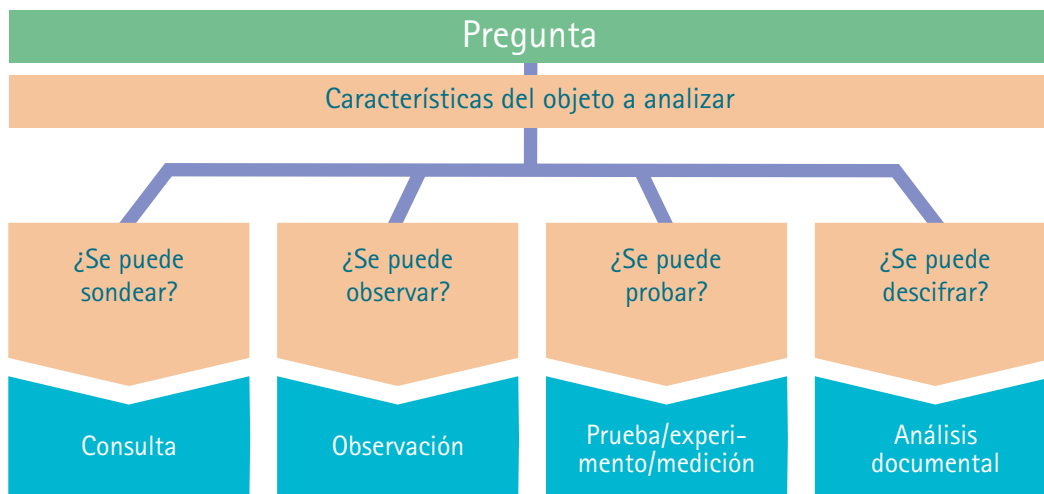 Pregunta
Características del objeto a analizar
¿Se puede
sondear?
¿Se puede
observar?
¿Se puede
probar?
¿Se puede
descifrar?
Consulta
Observación
Prueba/experi-
mento/medición
Análisis
documental